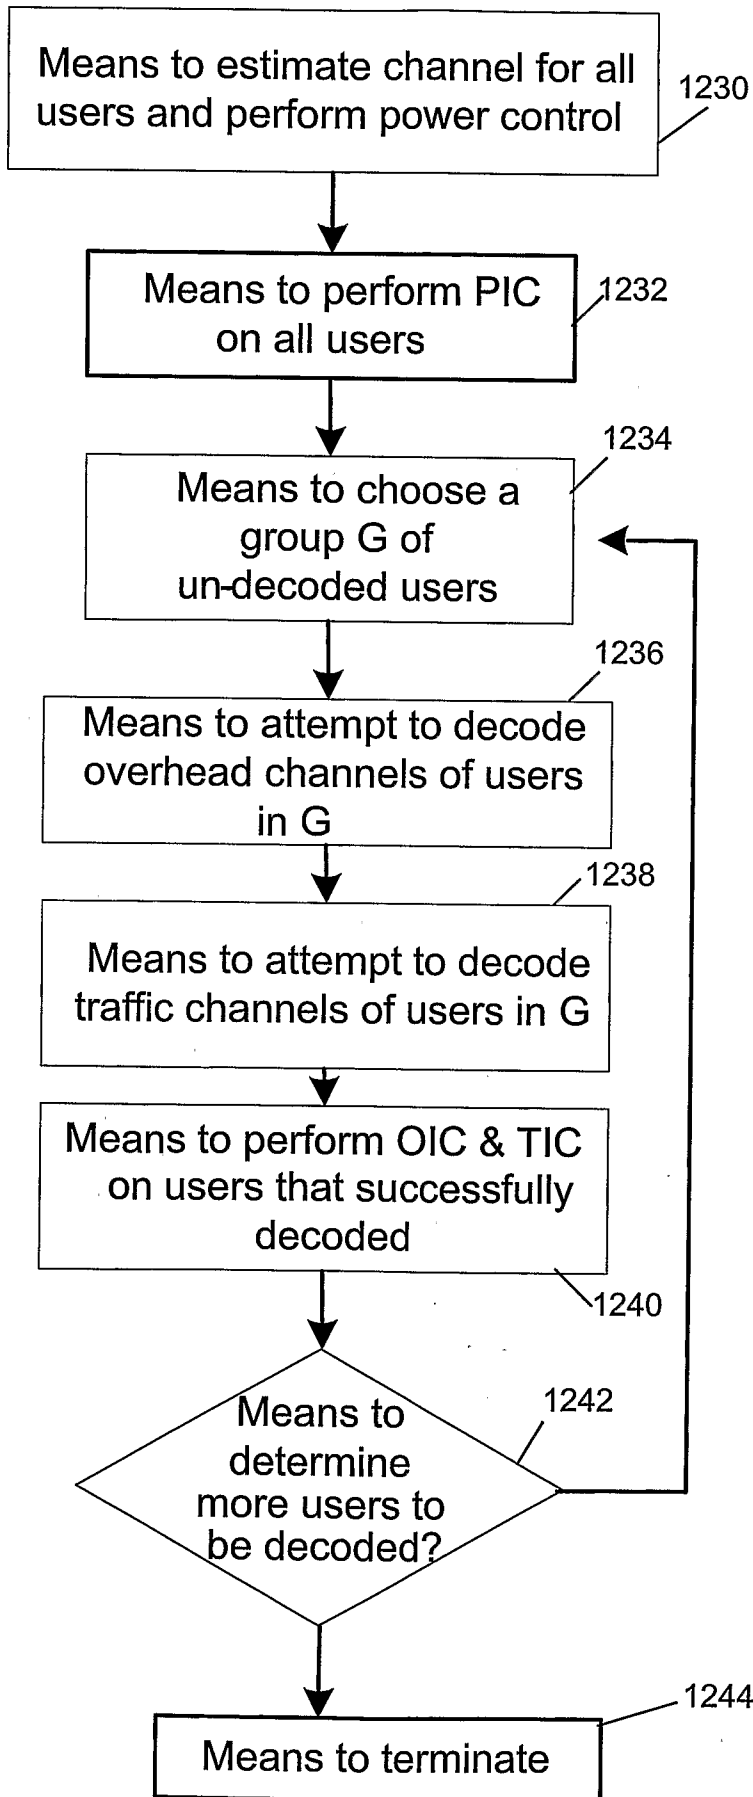 Means to estimate channel for all
users and perform power control
1230
Means to perform PIC
on all users
1232
1234
Means to choose a
group G of
un-decoded users
1236
Means to attempt to decode
overhead channels of users
in G
1238
Means to attempt to decode
traffic channels of users in G
Means to perform OIC & TIC
on users that successfully
decoded
1240
1242
Means to
determine
more users to
be decoded?
1244
Means to terminate